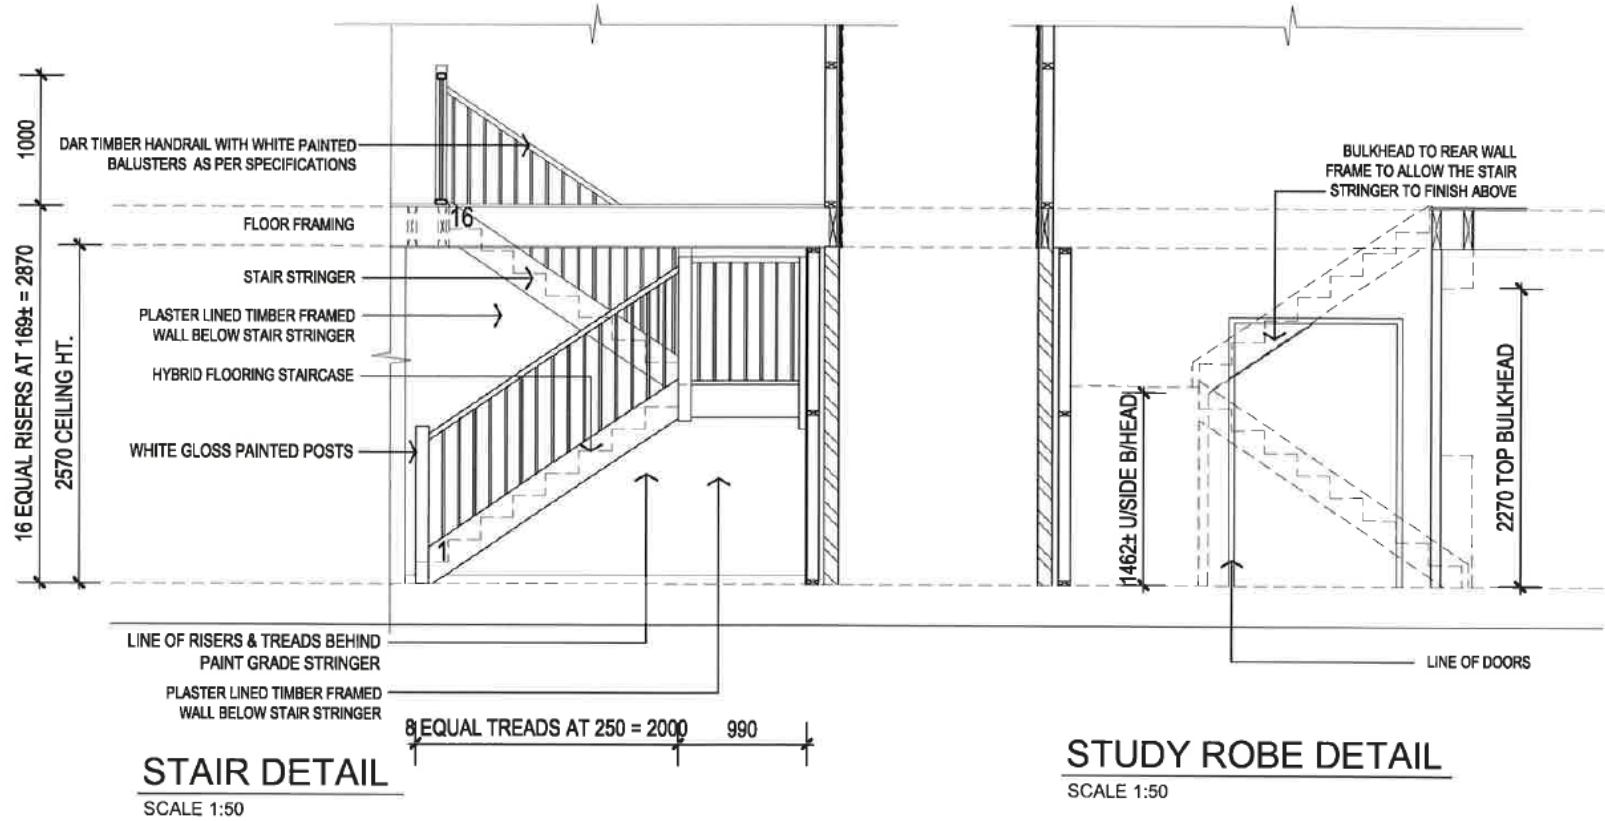 1000
16 EQUAL RISERS AT 169± = 2870
2570 CEILING HT.
DAR TIMBER HANDRAIL WITH WHITE PAINTED
BALUSTERS AS PER SPECIFICATIONS
FLOOR FRAMING
16
STAIR STRINGER
PLASTER LINED TIMBER FRAMED
WALL BELOW STAIR STRINGER
HYBRID FLOORING STAIRCASE
WHITE GLOSS PAINTED POSTS
1
LINE OF RISERS & TREADS BEHIND
PAINT GRADE STRINGER
PLASTER LINED TIMBER FRAMED
WALL BELOW STAIR STRINGER
8 EQUAL TREADS AT 250 = 2000
990
STAIR DETAIL
SCALE 1:50
BULKHEAD TO REAR WALL
FRAME TO ALLOW THE STAIR
STRINGER TO FINISH ABOVE
1462± U/SIDE B/HEAD
2270 TOP BULKHEAD
LINE OF DOORS
STUDY ROBE DETAIL
SCALE 1:50